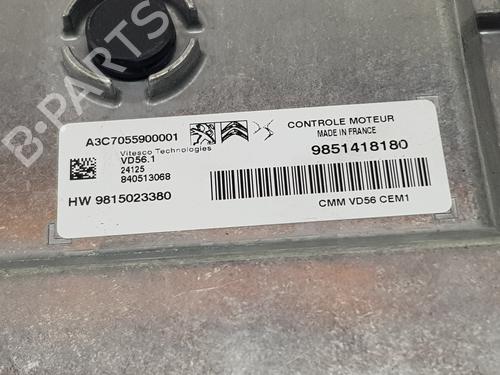 A3C7055900001
Vitesco Technologies
VD56.1
24125
840513068
HW 9815023380
CONTROLE MOTEUR
MADE IN FRANCE
9851418180
CMM VD56 CEM1
B-PARTS